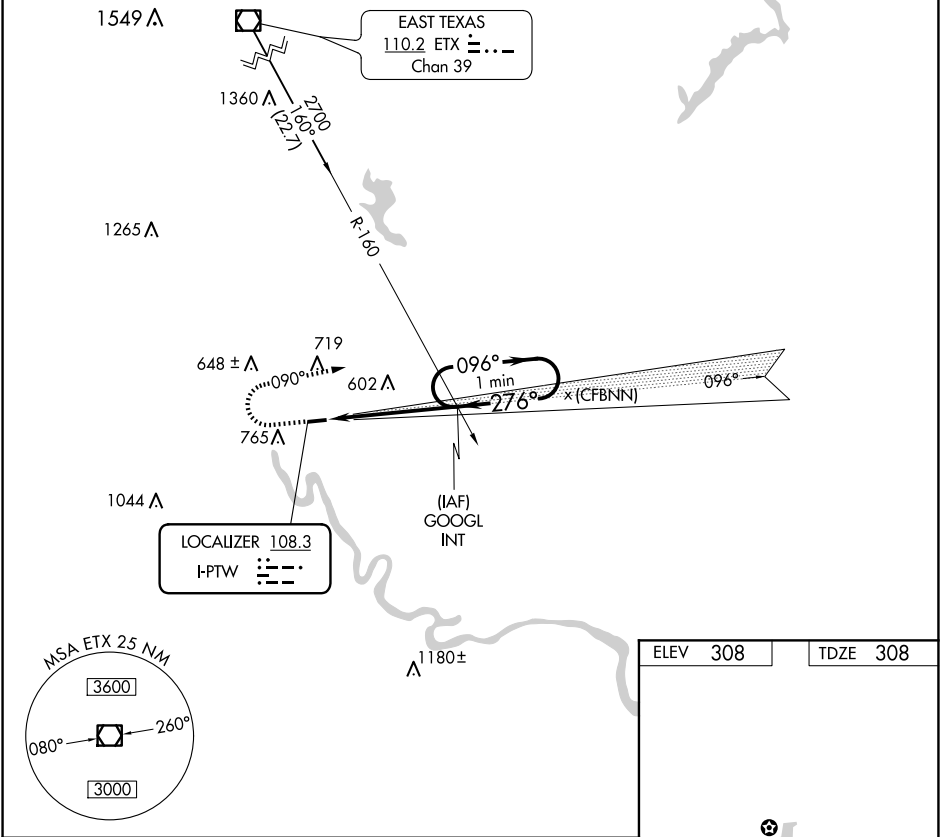 1549
EAST TEXAS
110.2 ETX
Chan 39
1360
2700
160°
(22.7)
1265
R-160
719
648 ±
090°
602
096°
1 min
276°
(CFBNN)
096°
765
1044
(IAF)
GOOGL
INT
LOCALIZER 108.3
I-PTW
1180±
MSA ETX 25 NM
3600
260°
080°
3000
ELEV 308
TDZE 308